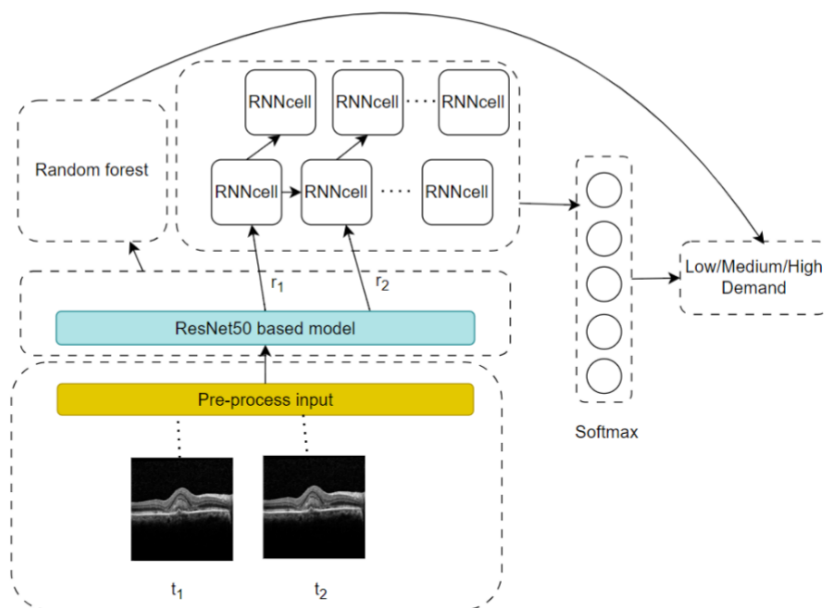 RNNcell
RNNcell
RNNcell
Random forest
RNNcell
RNNcell
RNNcell
Low/Medium/High
Demand
r1
r2
ResNet50 based model
Pre-process input
Softmax
t1
t2